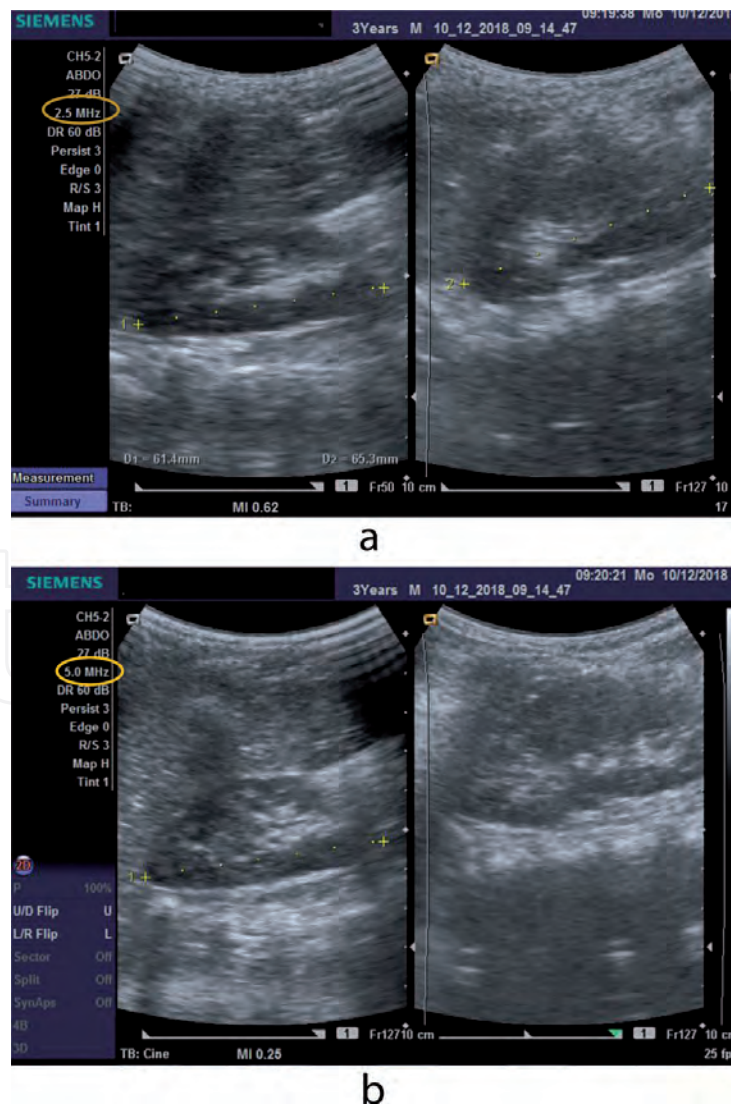 SIEMENS
09:19:38 Mo 10/12/201
3Years M 10_12_2018_09_14_47
CH5-2
ABDO
27 dB
2.5 MHz
DR 60 dB
Persist 3
Edge 0
R/S 3
Map H
Tint 1
1
2
D1 = 61.4mm
D2 = 65.3mm
Measurement
Summary
1 Fr50 10 cm
1 Fr127 10
TB:
MI 0.62
17
a
SIEMENS
09:20:21 Mo 10/12/2018
3Years M 10_12_2018_09_14_47
CH5-2
ABDO
27 dB
5.0 MHz
DR 60 dB
Persist 3
Edge 0
R/S 3
Map H
Tint 1
1
2D
P 100%
U/D Flip U
L/R Flip L
Sector Off
Split Off
SynAps Off
4B
3D
1 Fr127 10 cm
1 Fr127 10 cm
TB: Cine
MI 0.25
25 fp
b